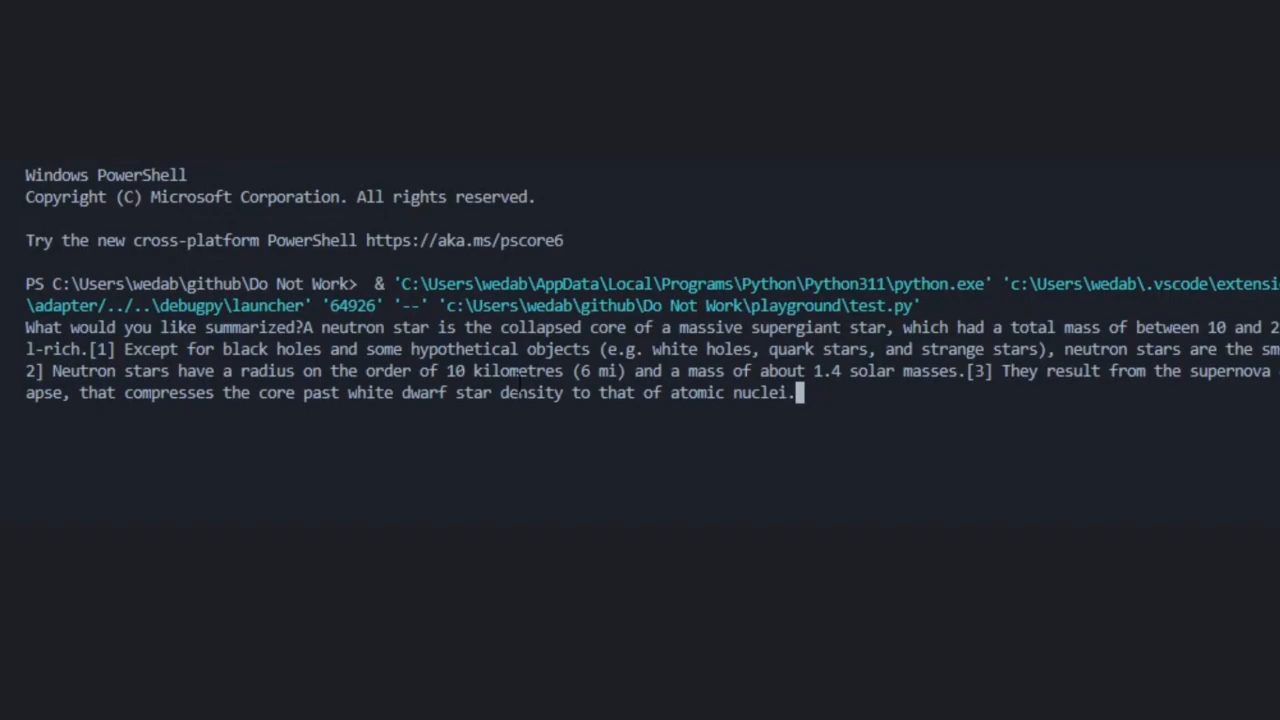 Windows PowerShell
Copyright (C) Microsoft Corporation. All rights reserved.
Try the new cross-platform PowerShell https://aka.ms/pscore6
PS C:\Users\wedab\github\Do Not Work>  & 'C:\Users\wedab\AppData\Local\Programs\Python\Python311\python.exe' 'c:\Users\wedab\.vscode\extensi
\adapter/../..\debugpy\launcher' '64926' '--' 'c:\Users\wedab\github\Do Not Work\playground\test.py'
What would you like summarized?A neutron star is the collapsed core of a massive supergiant star, which had a total mass of between 10 and 2
l-rich.[1] Except for black holes and some hypothetical objects (e.g. white holes, quark stars, and strange stars), neutron stars are the sm
2] Neutron stars have a radius on the order of 10 kilometres (6 mi) and a mass of about 1.4 solar masses.[3] They result from the supernova
apse, that compresses the core past white dwarf star density to that of atomic nuclei.